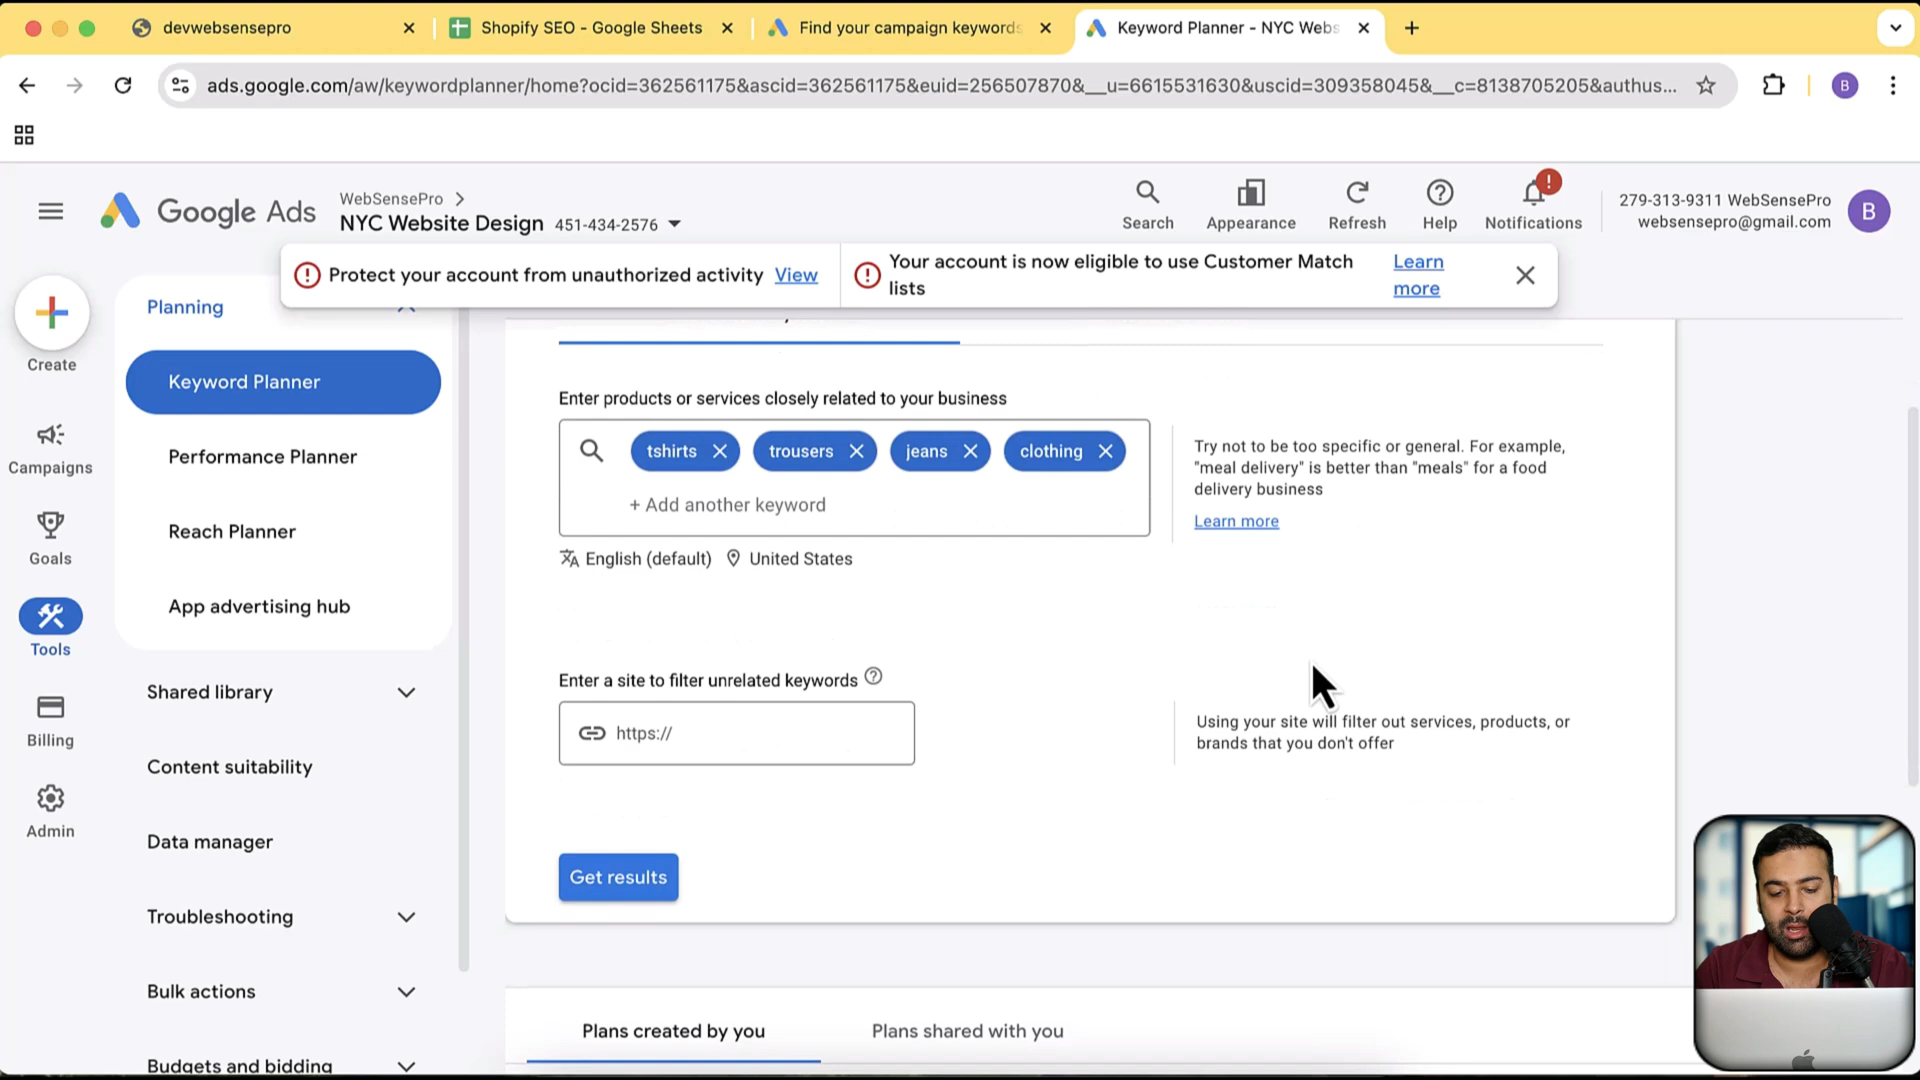 devwebsensepro
Shopify SEO - Google Sheets
Find your campaign keywords
Keyword Planner - NYC Webs
ads.google.com/aw/keywordplanner/home?ocid=362561175&ascid=362561175&euid=256507870&__u=6615531630&uscid=309358045&__c=8138705205&authus...
B
Google Ads
WebSensePro
NYC Website Design 451-434-2576
Search
Appearance
Refresh
Help
Notifications
279-313-9311 WebSensePro
websensepro@gmail.com
B
Protect your account from unauthorized activity View
Your account is now eligible to use Customer Match
lists
Learn
more
Create
Campaigns
Goals
Tools
Billing
Admin
Planning
Keyword Planner
Performance Planner
Reach Planner
App advertising hub
Shared library
Content suitability
Data manager
Troubleshooting
Bulk actions
Budgets and bidding
Enter products or services closely related to your business
tshirts
trousers
jeans
clothing
+ Add another keyword
English (default)
United States
Try not to be too specific or general. For example,
"meal delivery" is better than "meals" for a food
delivery business
Learn more
Enter a site to filter unrelated keywords
https://
Using your site will filter out services, products, or
brands that you don't offer
Get results
Plans created by you
Plans shared with you